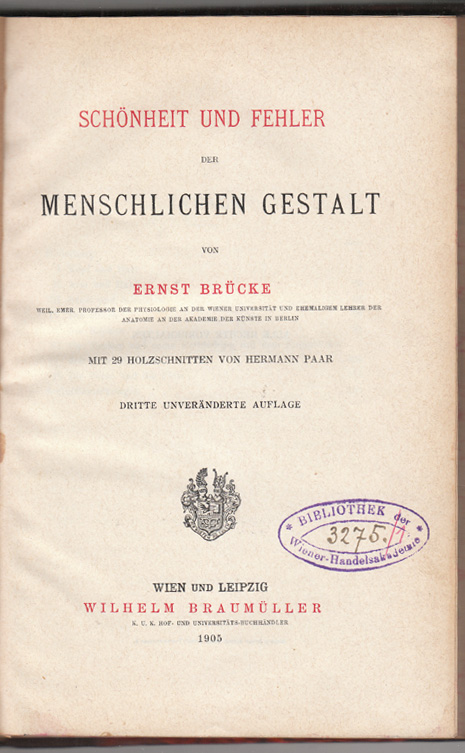 SCHÖNHEIT UND FEHLER
DER
MENSCHLICHEN GESTALT
VON
ERNST BRÜCKE
WEIL. EMER. PROFESSOR DER PHYSIOLOGIE AN DER WIENER UNIVERSITÄT UND EHEMALIGEM LEHRER DER
ANATOMIE AN DER AKADEMIE DER KÜNSTE IN BERLIN
MIT 29 HOLZSCHNITTEN VON HERMANN PAAR
DRITTE UNVERÄNDERTE AUFLAGE
* BIBLIOTHEK der *
3275./1.
Wiener-Handelsakademie
WIEN UND LEIPZIG
WILHELM BRAUMÜLLER
K. U. K. HOF- UND UNIVERSITÄTS-BUCHHÄNDLER
1905